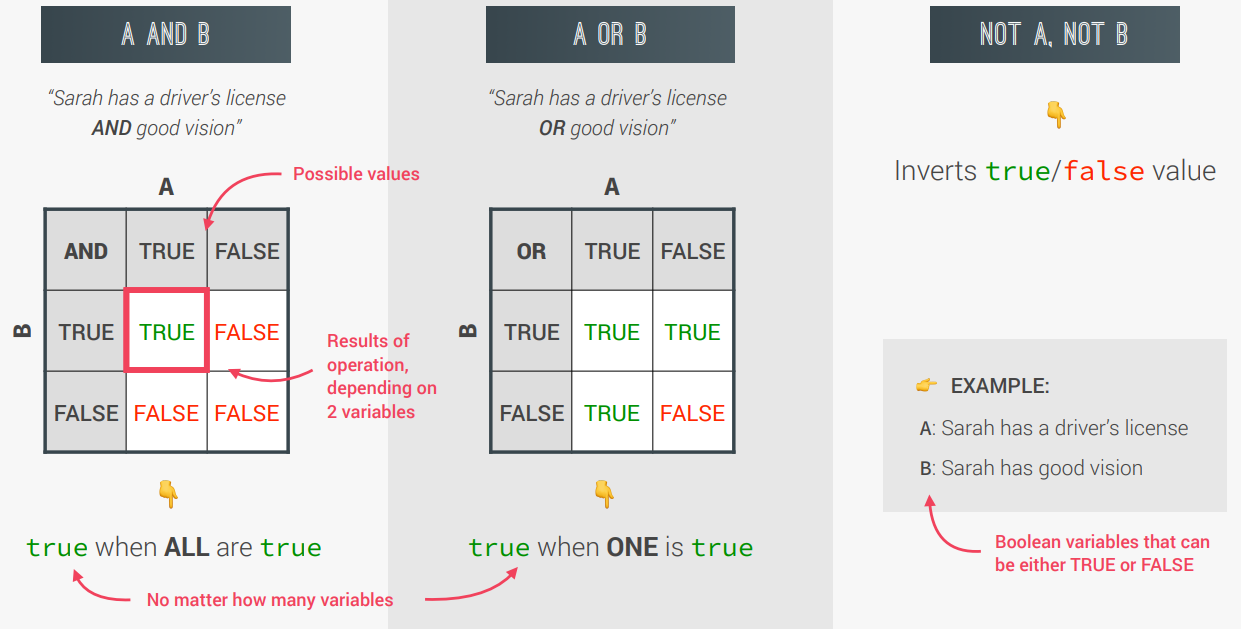 A AND B
“Sarah has a driver’s license
AND good vision”
Possible values
A
AND TRUE FALSE
B
TRUE TRUE FALSE
FALSE FALSE FALSE
Results of
operation,
depending on
2 variables
true when ALL are true
No matter how many variables
A OR B
“Sarah has a driver’s license
OR good vision”
A
OR TRUE FALSE
B
TRUE TRUE TRUE
FALSE TRUE FALSE
true when ONE is true
NOT A, NOT B
Inverts true/false value
EXAMPLE:
A: Sarah has a driver’s license
B: Sarah has good vision
Boolean variables that can
be either TRUE or FALSE